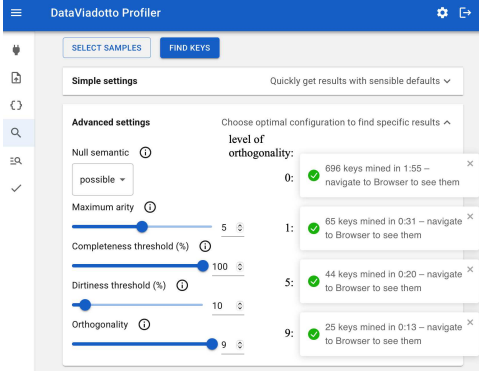 DataViadotto Profiler
SELECT SAMPLES
FIND KEYS
Simple settings
Quickly get results with sensible defaults
Advanced settings
Choose optimal configuration to find specific results
level of
orthogonality:
Null semantic
possible
0:
696 keys mined in 1:55 –
navigate to Browser to see them
Maximum arity
5
1:
65 keys mined in 0:31 – navigate
to Browser to see them
Completeness threshold (%)
100
5:
44 keys mined in 0:20 – navigate
to Browser to see them
Dirtiness threshold (%)
10
Orthogonality
9
9:
25 keys mined in 0:13 – navigate
to Browser to see them